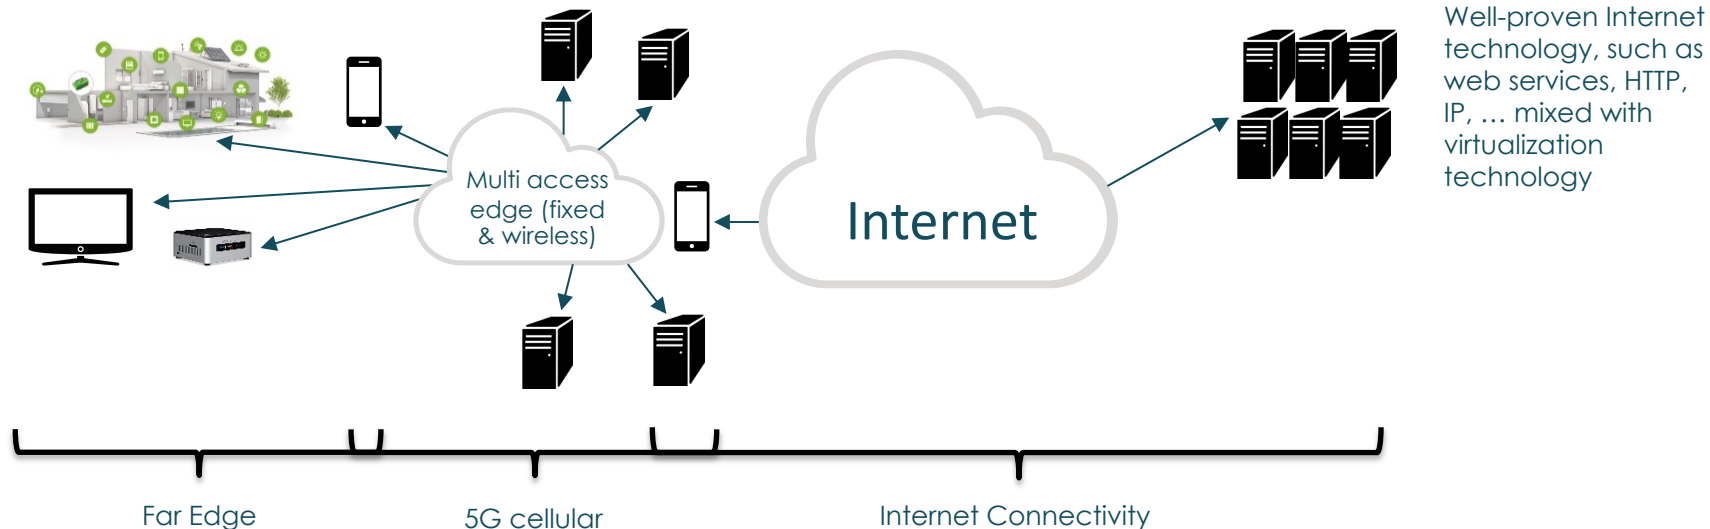 Well-proven Internet
technology, such as
web services, HTTP,
IP, … mixed with
virtualization
technology
Multi access
edge (fixed
& wireless)
Internet
Far Edge
5G cellular
Internet Connectivity